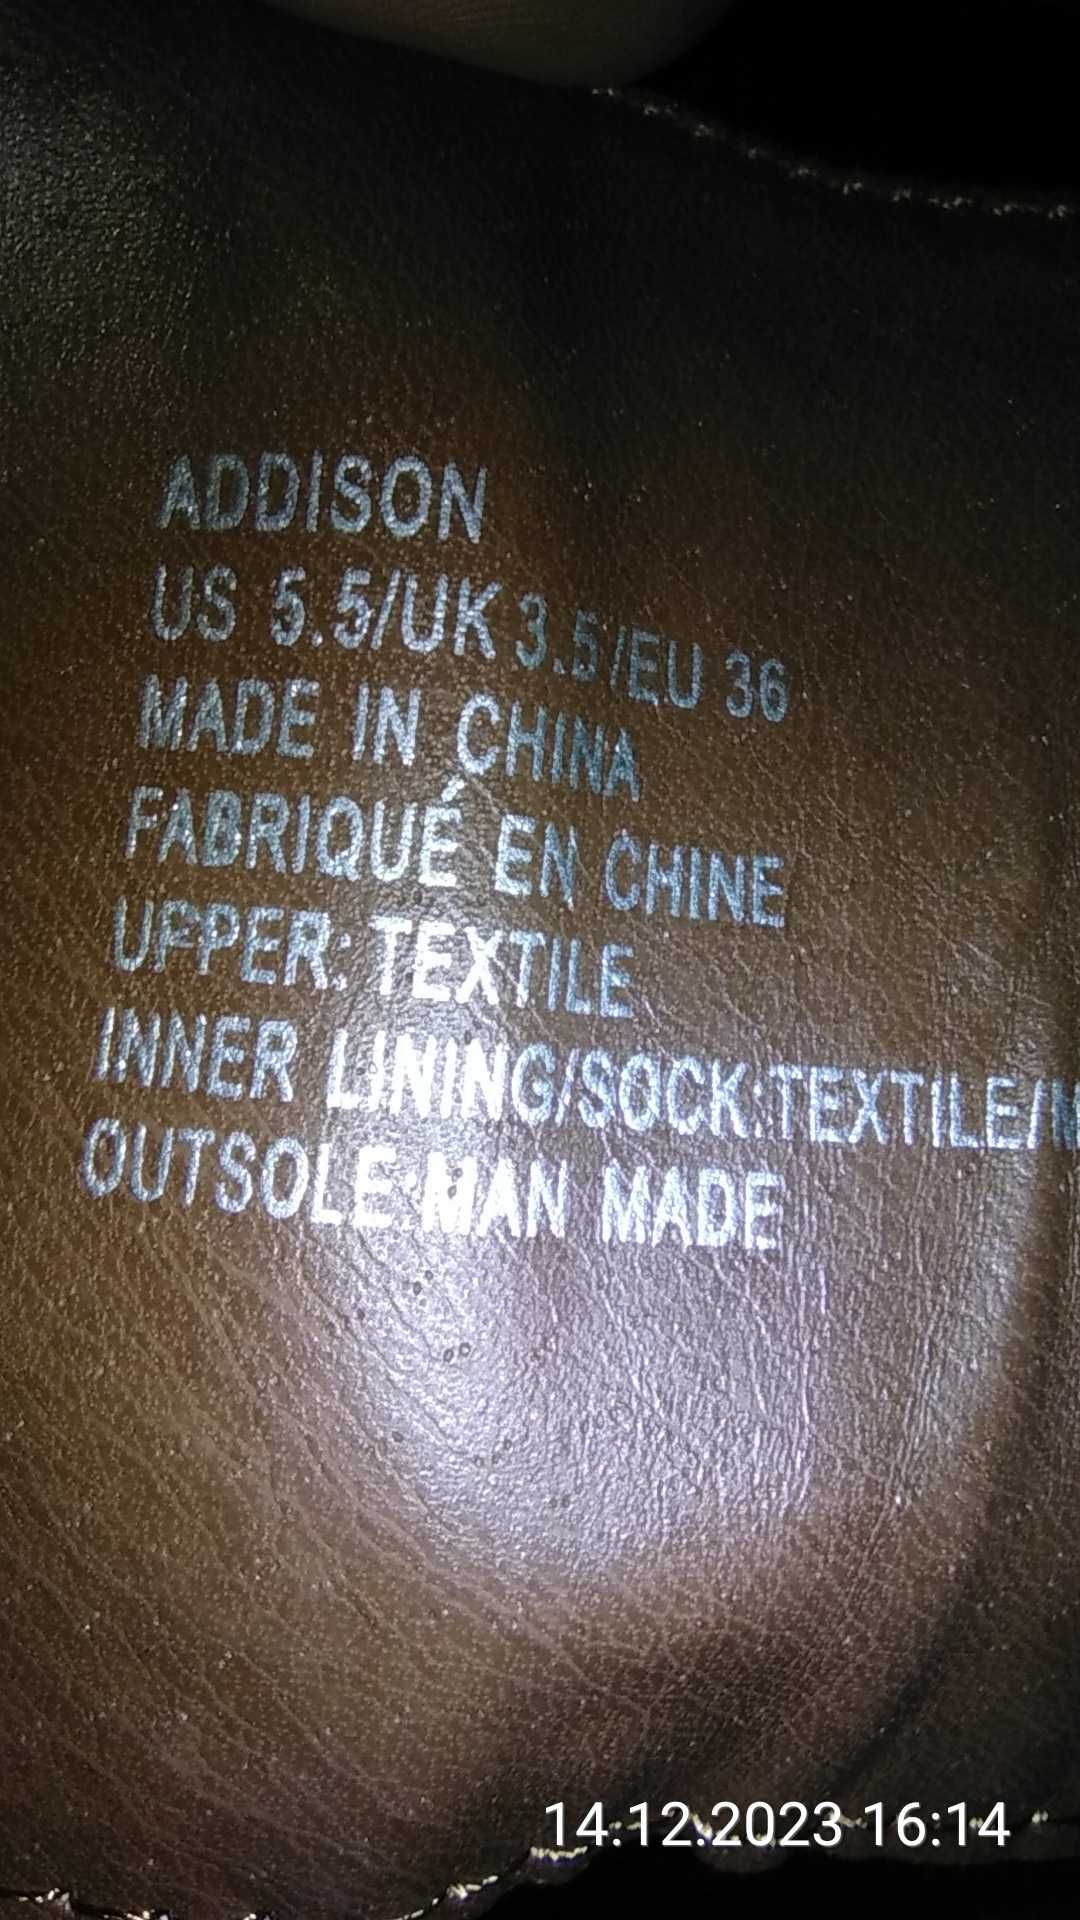 ADDISON
US 5.5/UK 3.5/EU 36
MADE IN CHINA
FABRIQUÉ EN CHINE
UPPER: TEXTILE
INNER LINING/SOCK:TEXTILE/
OUTSOLE:MAN MADE
14.12.2023 16:14